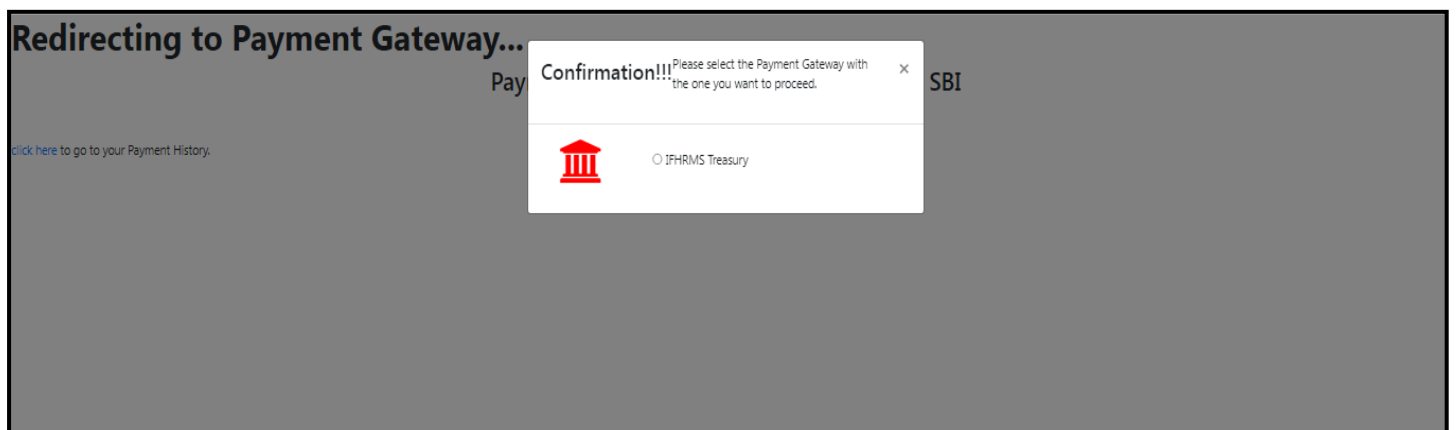 Redirecting to Payment Gateway...
Confirmation!!!
Please select the Payment Gateway with
the one you want to proceed.
×
SBI
click here to go to your Payment History.
IFHRMS Treasury